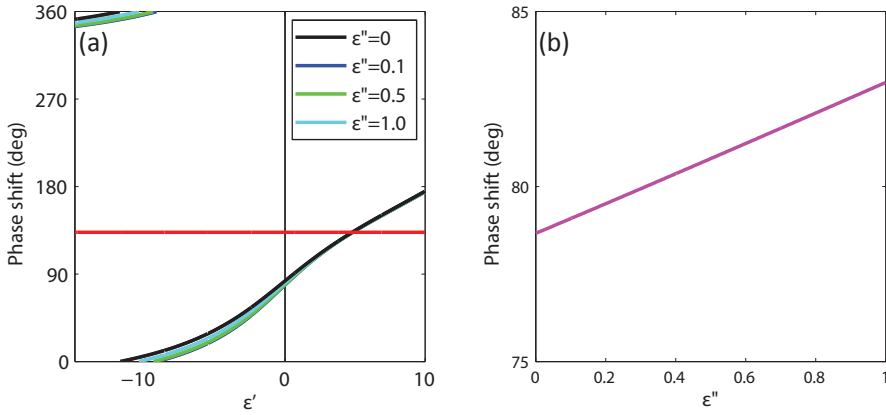 (a)
360
270
180
90
0
Phase shift (deg)
−10
0
10
ε′
ε"=0
ε"=0.1
ε"=0.5
ε"=1.0
(b)
85
80
75
Phase shift (deg)
0
0.2
0.4
0.6
0.8
1
ε"